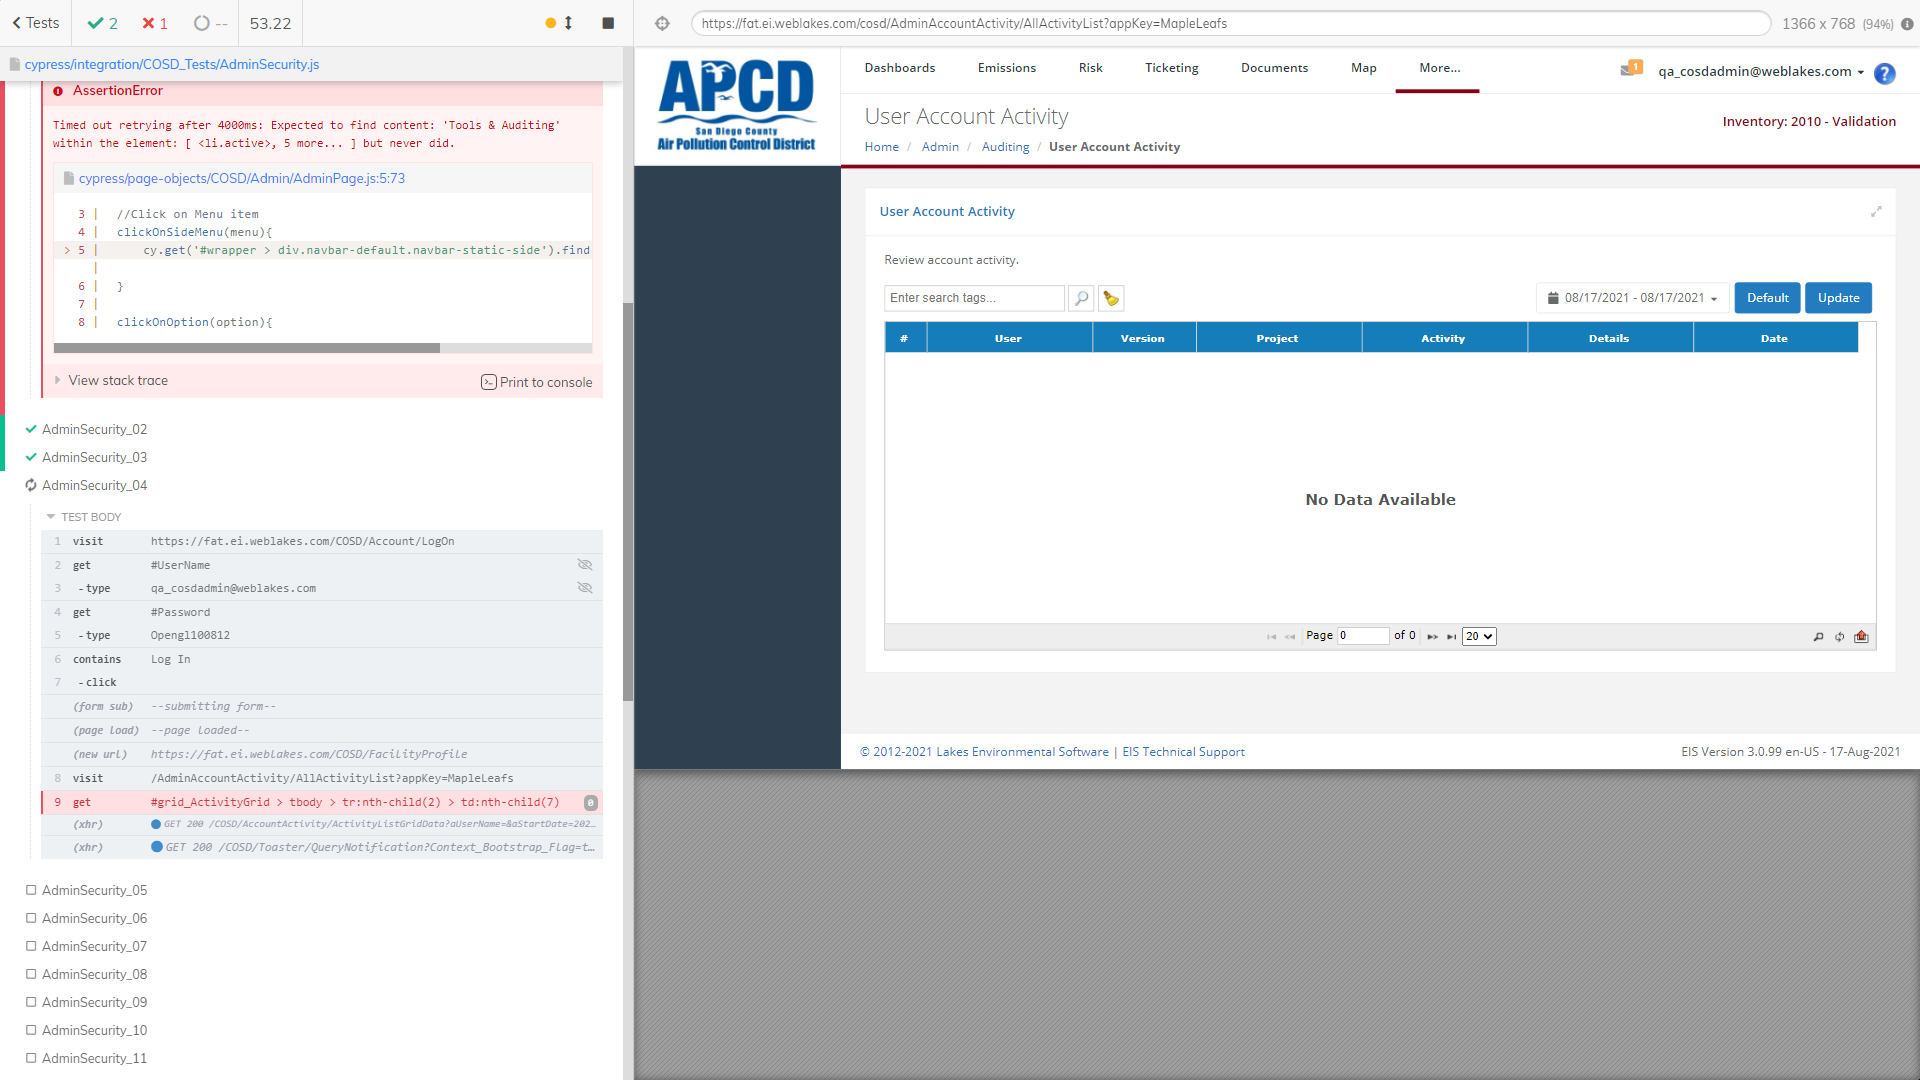 Tests
2
1
--
53.22
https://fat.ei.weblakes.com/cosd/AdminAccountActivity/AllActivityList?appKey=MapleLeafs
1366 x 768 (94%)
cypress/integration/COSD_Tests/AdminSecurity.js
AssertionError
Timed out retrying after 4000ms: Expected to find content: 'Tools & Auditing'
within the element: [ <li.active>, 5 more... ] but never did.
cypress/page-objects/COSD/Admin/AdminPage.js:5:73
3 | //Click on Menu item
4 | clickOnSideMenu(menu){
> 5 | cy.get('#wrapper > div.navbar-default.navbar-static-side').find
|
6 | }
7 |
8 | clickOnOption(option){
View stack trace
Print to console
AdminSecurity_02
AdminSecurity_03
AdminSecurity_04
TEST BODY
1 visit https://fat.ei.weblakes.com/COSD/Account/LogOn
2 get #UserName
3 -type qa_cosdadmin@weblakes.com
4 get #Password
5 -type Opengl100812
6 contains Log In
7 -click
(form sub) --submitting form--
(page load) --page loaded--
(new url) https://fat.ei.weblakes.com/COSD/FacilityProfile
8 visit /AdminAccountActivity/AllActivityList?appKey=MapleLeafs
9 get #grid_ActivityGrid > tbody > tr:nth-child(2) > td:nth-child(7) 0
(xhr) GET 200 /COSD/AccountActivity/ActivityListGridData?aUserName=&aStartDate=202...
(xhr) GET 200 /COSD/Toaster/QueryNotification?Context_Bootstrap_Flag=t...
AdminSecurity_05
AdminSecurity_06
AdminSecurity_07
AdminSecurity_08
AdminSecurity_09
AdminSecurity_10
AdminSecurity_11
APCD
San Diego County
Air Pollution Control District
Dashboards
Emissions
Risk
Ticketing
Documents
Map
More...
1
qa_cosdadmin@weblakes.com
?
User Account Activity
Inventory: 2010 - Validation
Home / Admin / Auditing / User Account Activity
User Account Activity
Review account activity.
Enter search tags...
08/17/2021 - 08/17/2021
Default
Update
# User Version Project Activity Details Date
No Data Available
Page 0 of 0 20
© 2012-2021 Lakes Environmental Software | EIS Technical Support
EIS Version 3.0.99 en-US - 17-Aug-2021